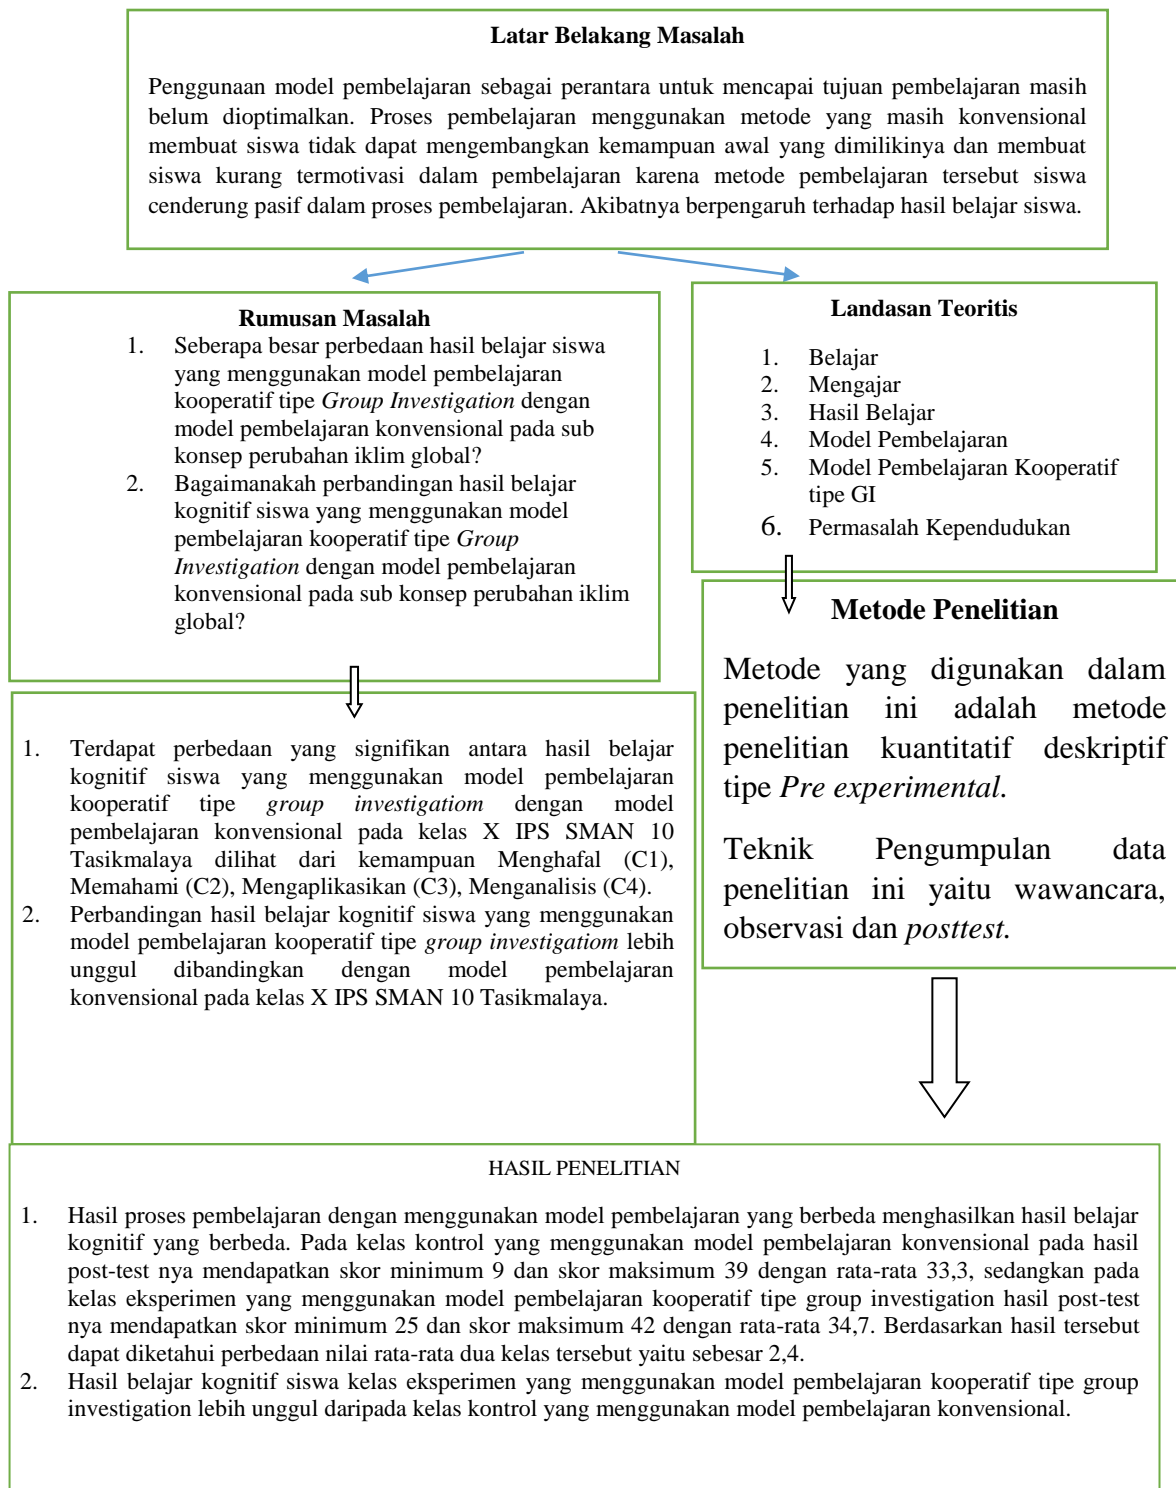 Latar Belakang Masalah
Penggunaan model pembelajaran sebagai perantara untuk mencapai tujuan pembelajaran masih
belum dioptimalkan. Proses pembelajaran menggunakan metode yang masih konvensional
membuat siswa tidak dapat mengembangkan kemampuan awal yang dimilikinya dan membuat
siswa kurang termotivasi dalam pembelajaran karena metode pembelajaran tersebut siswa
cenderung pasif dalam proses pembelajaran. Akibatnya berpengaruh terhadap hasil belajar siswa.
Rumusan Masalah
1. Seberapa besar perbedaan hasil belajar siswa
yang menggunakan model pembelajaran
kooperatif tipe Group Investigation dengan
model pembelajaran konvensional pada sub
konsep perubahan iklim global?
2. Bagaimanakah perbandingan hasil belajar
kognitif siswa yang menggunakan model
pembelajaran kooperatif tipe Group
Investigation dengan model pembelajaran
konvensional pada sub konsep perubahan iklim
global?
Landasan Teoritis
1. Belajar
2. Mengajar
3. Hasil Belajar
4. Model Pembelajaran
5. Model Pembelajaran Kooperatif
tipe GI
6. Permasalah Kependudukan
Metode Penelitian
Metode yang digunakan dalam
penelitian ini adalah metode
penelitian kuantitatif deskriptif
tipe Pre experimental.
Teknik Pengumpulan data
penelitian ini yaitu wawancara,
observasi dan posttest.
1. Terdapat perbedaan yang signifikan antara hasil belajar
kognitif siswa yang menggunakan model pembelajaran
kooperatif tipe group investigatiom dengan model
pembelajaran konvensional pada kelas X IPS SMAN 10
Tasikmalaya dilihat dari kemampuan Menghafal (C1),
Memahami (C2), Mengaplikasikan (C3), Menganalisis (C4).
2. Perbandingan hasil belajar kognitif siswa yang menggunakan
model pembelajaran kooperatif tipe group investigatiom lebih
unggul dibandingkan dengan model pembelajaran
konvensional pada kelas X IPS SMAN 10 Tasikmalaya.
HASIL PENELITIAN
1. Hasil proses pembelajaran dengan menggunakan model pembelajaran yang berbeda menghasilkan hasil belajar
kognitif yang berbeda. Pada kelas kontrol yang menggunakan model pembelajaran konvensional pada hasil
post-test nya mendapatkan skor minimum 9 dan skor maksimum 39 dengan rata-rata 33,3, sedangkan pada
kelas eksperimen yang menggunakan model pembelajaran kooperatif tipe group investigation hasil post-test
nya mendapatkan skor minimum 25 dan skor maksimum 42 dengan rata-rata 34,7. Berdasarkan hasil tersebut
dapat diketahui perbedaan nilai rata-rata dua kelas tersebut yaitu sebesar 2,4.
2. Hasil belajar kognitif siswa kelas eksperimen yang menggunakan model pembelajaran kooperatif tipe group
investigation lebih unggul daripada kelas kontrol yang menggunakan model pembelajaran konvensional.